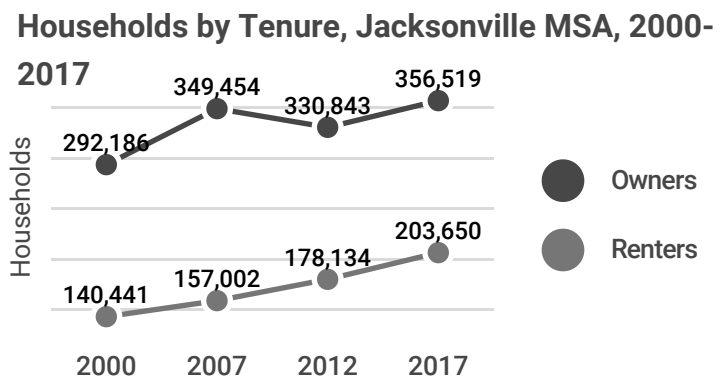 Households by Tenure, Jacksonville MSA, 2000-
2017
349,454
356,519
330,843
292,186
Households
Owners
Renters
203,650
178,134
157,002
140,441
2000 2007 2012 2017